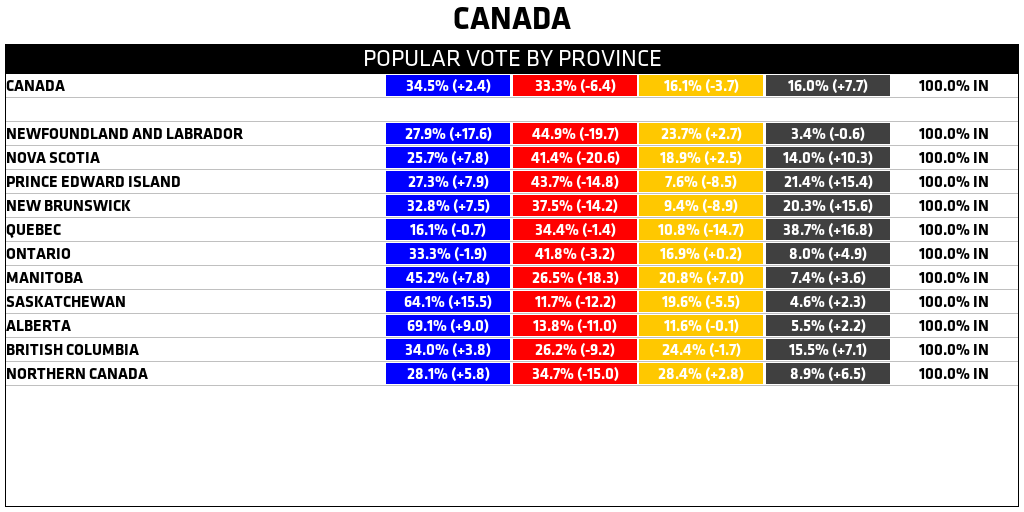 CANADA
POPULAR VOTE BY PROVINCE
CANADA 34.5% (+2.4) 33.3% (-6.4) 16.1% (-3.7) 16.0% (+7.7) 100.0% IN
NEWFOUNDLAND AND LABRADOR 27.9% (+17.6) 44.9% (-19.7) 23.7% (+2.7) 3.4% (-0.6) 100.0% IN
NOVA SCOTIA 25.7% (+7.8) 41.4% (-20.6) 18.9% (+2.5) 14.0% (+10.3) 100.0% IN
PRINCE EDWARD ISLAND 27.3% (+7.9) 43.7% (-14.8) 7.6% (-8.5) 21.4% (+15.4) 100.0% IN
NEW BRUNSWICK 32.8% (+7.5) 37.5% (-14.2) 9.4% (-8.9) 20.3% (+15.6) 100.0% IN
QUEBEC 16.1% (-0.7) 34.4% (-1.4) 10.8% (-14.7) 38.7% (+16.8) 100.0% IN
ONTARIO 33.3% (-1.9) 41.8% (-3.2) 16.9% (+0.2) 8.0% (+4.9) 100.0% IN
MANITOBA 45.2% (+7.8) 26.5% (-18.3) 20.8% (+7.0) 7.4% (+3.6) 100.0% IN
SASKATCHEWAN 64.1% (+15.5) 11.7% (-12.2) 19.6% (-5.5) 4.6% (+2.3) 100.0% IN
ALBERTA 69.1% (+9.0) 13.8% (-11.0) 11.6% (-0.1) 5.5% (+2.2) 100.0% IN
BRITISH COLUMBIA 34.0% (+3.8) 26.2% (-9.2) 24.4% (-1.7) 15.5% (+7.1) 100.0% IN
NORTHERN CANADA 28.1% (+5.8) 34.7% (-15.0) 28.4% (+2.8) 8.9% (+6.5) 100.0% IN